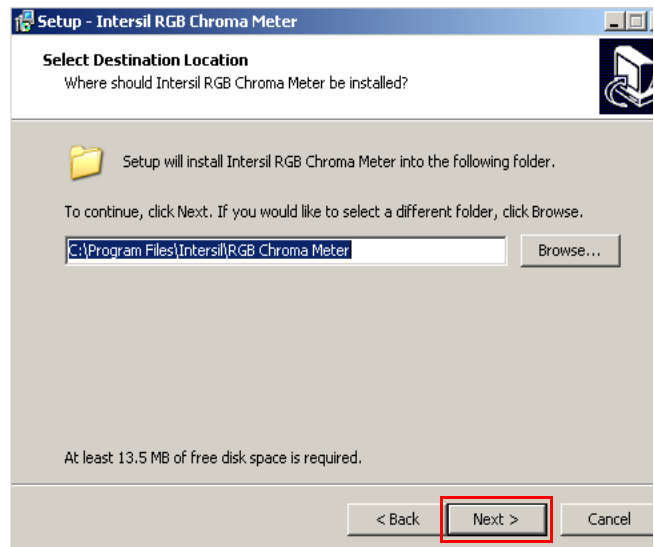 Setup - Intersil RGB Chroma Meter
Select Destination Location
Where should Intersil RGB Chroma Meter be installed?
Setup will install Intersil RGB Chroma Meter into the following folder.
To continue, click Next. If you would like to select a different folder, click Browse.
C:\Program Files\Intersil\RGB Chroma Meter
Browse...
At least 13.5 MB of free disk space is required.
< Back
Next >
Cancel